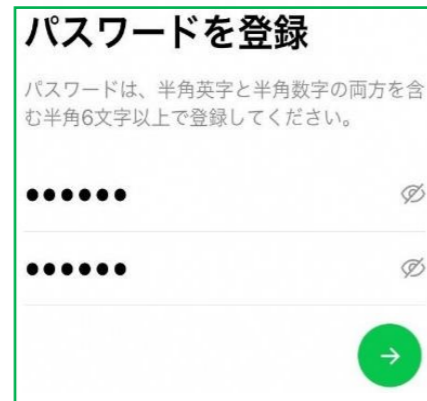 パスワードを登録
パスワードは、半角英字と半角数字の両方を含
む半角6文字以上で登録してください。
●●●●●●
●●●●●●